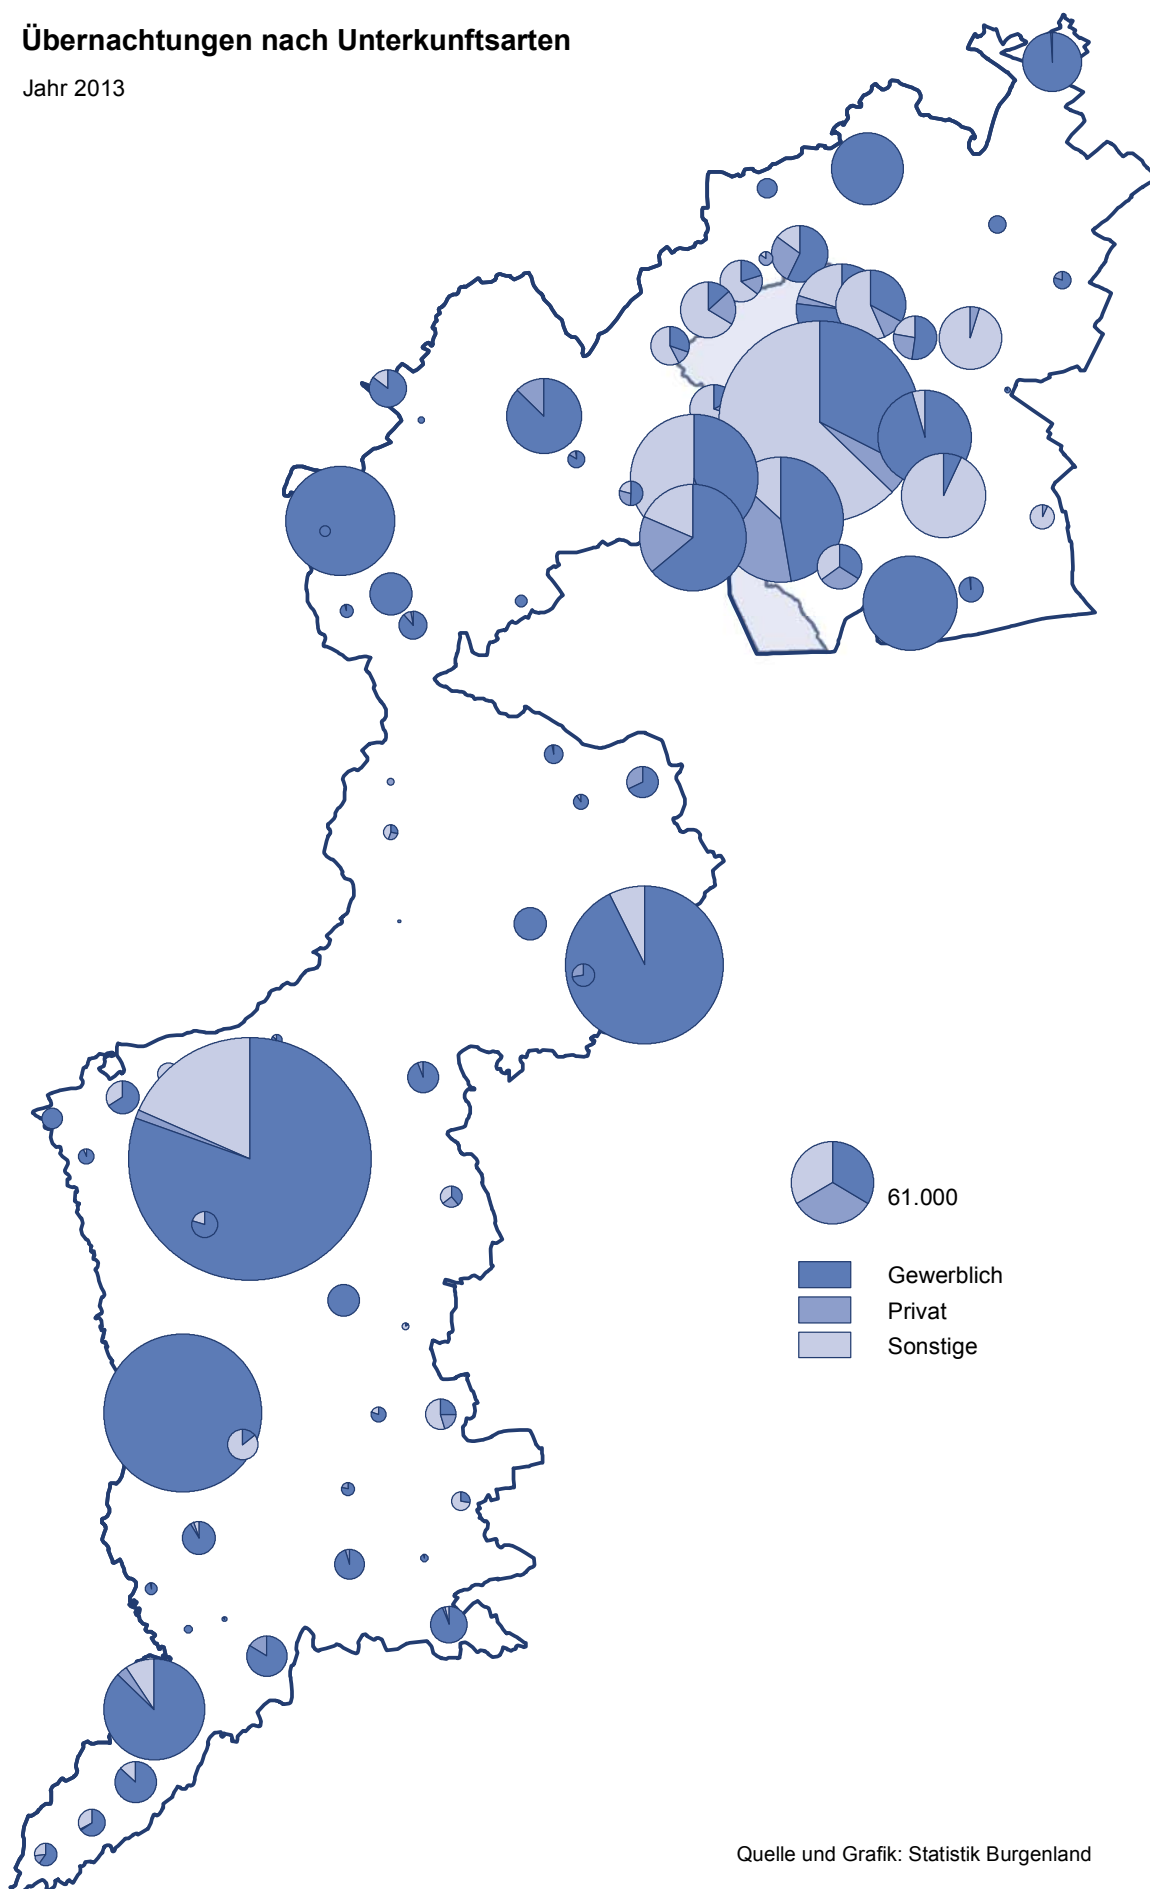 Übernachtungen nach Unterkunftsarten
Jahr 2013
61.000
Gewerblich
Privat
Sonstige
Quelle und Grafik: Statistik Burgenland